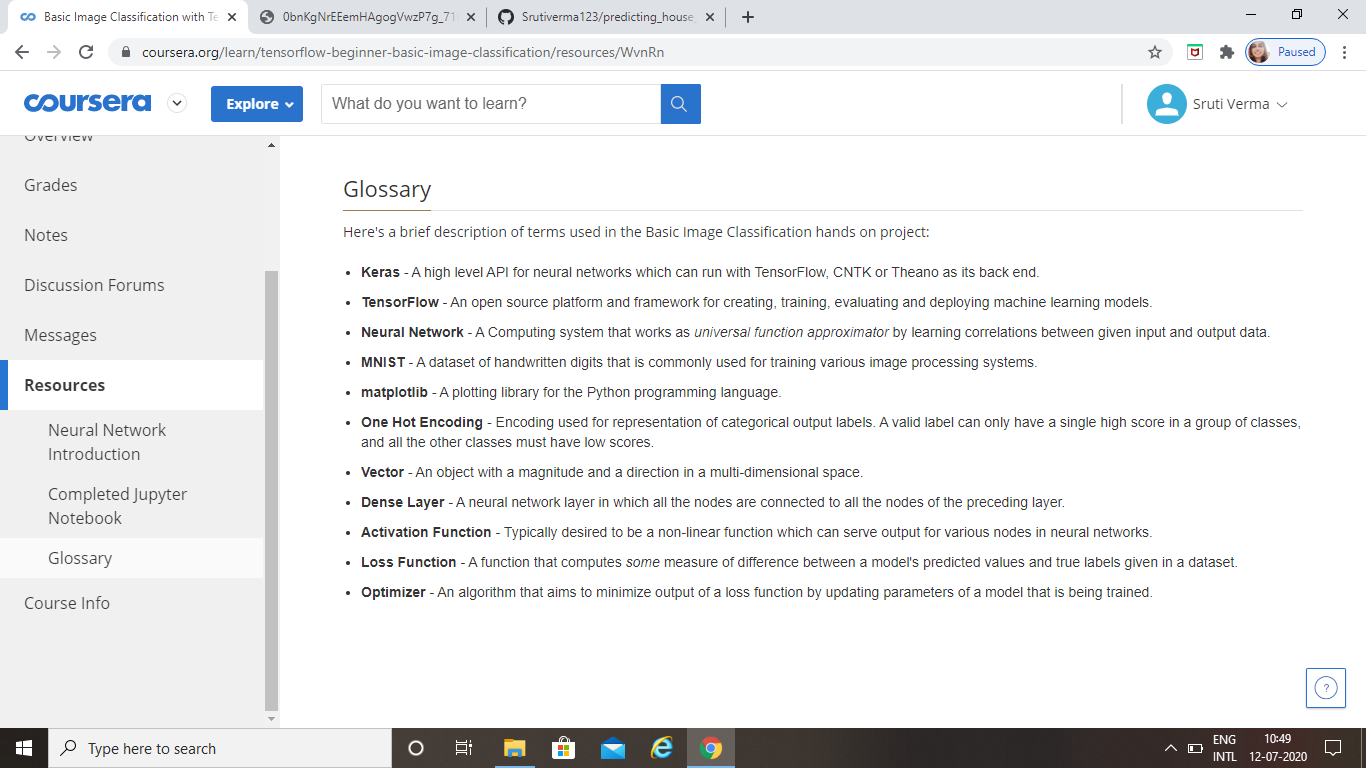 Basic Image Classification with Te
0bnKgNrEEemHAgogVwzP7g_71
Srutiverma123/predicting_house
coursera.org/learn/tensorflow-beginner-basic-image-classification/resources/WvnRn
Paused
coursera
Explore
What do you want to learn?
Sruti Verma
Overview
Grades
Notes
Discussion Forums
Messages
Resources
Neural Network
Introduction
Completed Jupyter
Notebook
Glossary
Course Info
Glossary
Here's a brief description of terms used in the Basic Image Classification hands on project:
• Keras - A high level API for neural networks which can run with TensorFlow, CNTK or Theano as its back end.
• TensorFlow - An open source platform and framework for creating, training, evaluating and deploying machine learning models.
• Neural Network - A Computing system that works as universal function approximator by learning correlations between given input and output data.
• MNIST - A dataset of handwritten digits that is commonly used for training various image processing systems.
• matplotlib - A plotting library for the Python programming language.
• One Hot Encoding - Encoding used for representation of categorical output labels. A valid label can only have a single high score in a group of classes,
and all the other classes must have low scores.
• Vector - An object with a magnitude and a direction in a multi-dimensional space.
• Dense Layer - A neural network layer in which all the nodes are connected to all the nodes of the preceding layer.
• Activation Function - Typically desired to be a non-linear function which can serve output for various nodes in neural networks.
• Loss Function - A function that computes some measure of difference between a model's predicted values and true labels given in a dataset.
• Optimizer - An algorithm that aims to minimize output of a loss function by updating parameters of a model that is being trained.
?
Type here to search
ENG
INTL
10:49
12-07-2020